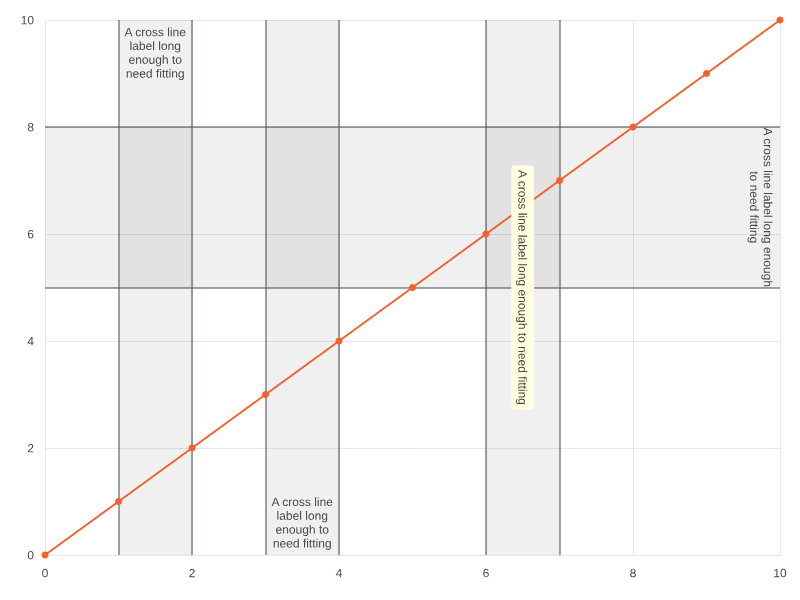 10
8
6
4
2
0
A cross line
label long
enough to
need fitting
A cross line
label long
enough to
need fitting
A cross line label long enough to need fitting
A cross line label long enough
to need fitting
0
2
4
6
8
10